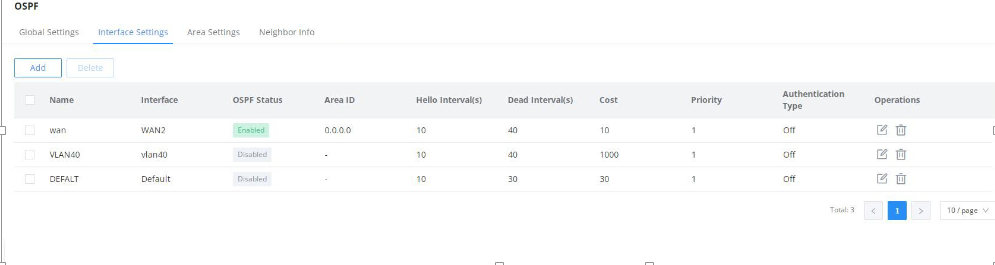 OSPF
Global Settings Interface Settings Area Settings Neighbor Info
Add Delete
Name Interface OSPF Status Area ID Hello Interval(s) Dead Interval(s) Cost Priority Authentication Type Operations
wan WAN2 Enabled 0.0.0.0 10 40 10 1 Off
VLAN40 vlan40 Disabled - 10 40 1000 1 Off
DEFALT Default Disabled - 10 30 30 1 Off
Total: 3 < 1 > 10 / page